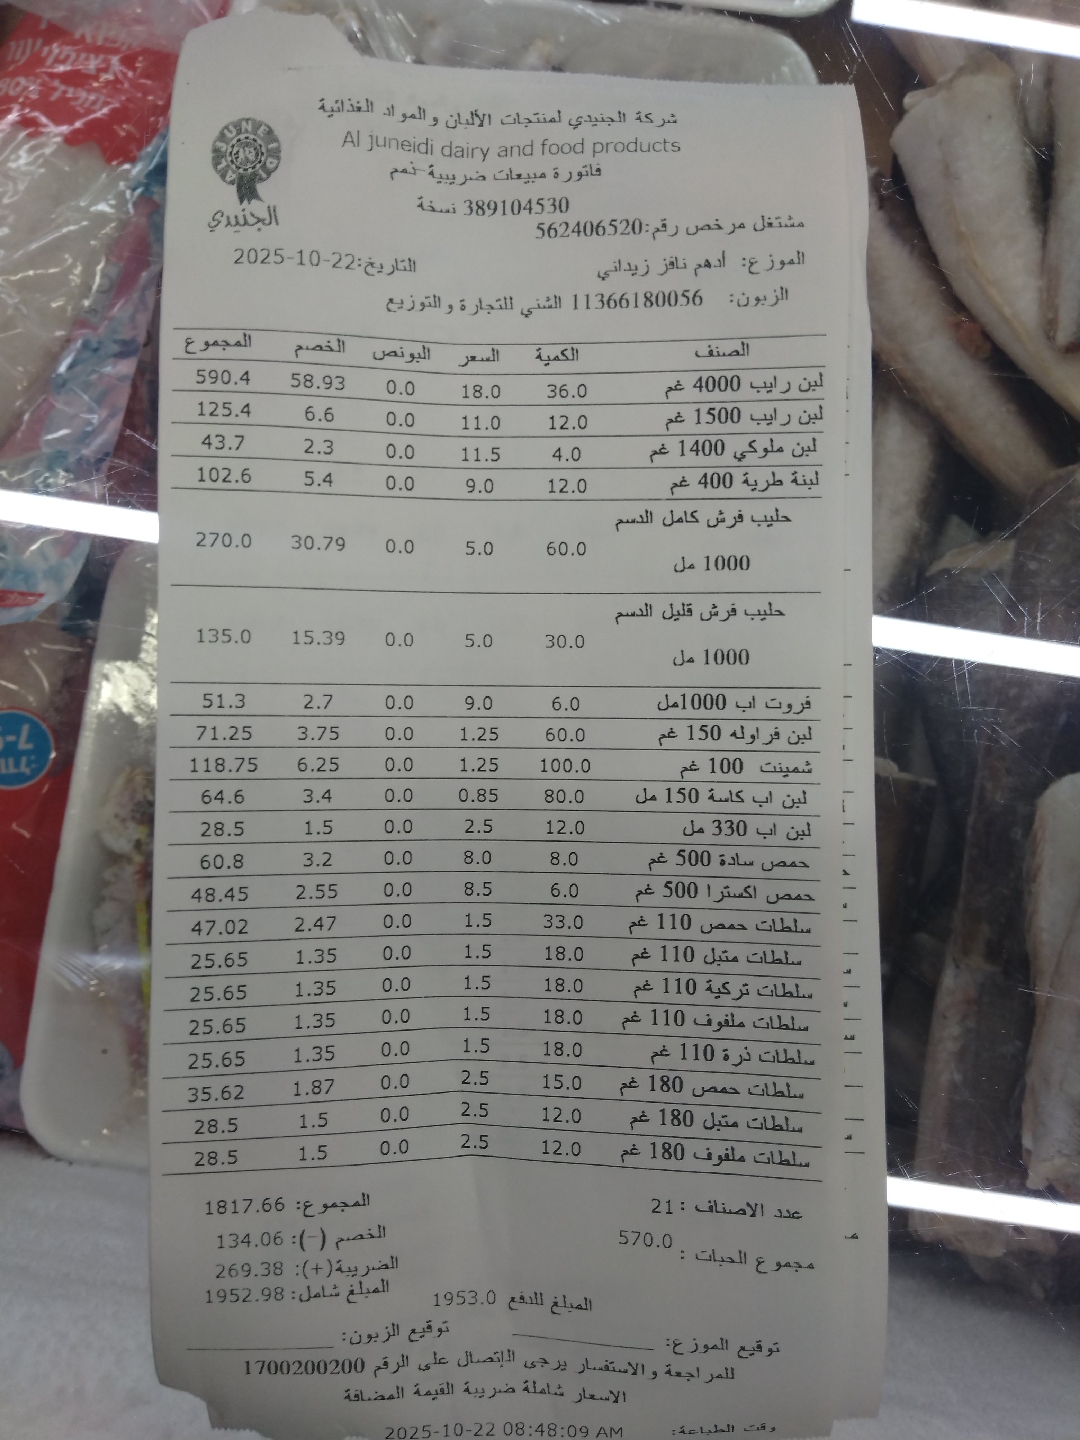 شركة الجنيدي لمنتجات الألبان والمواد الغذائية
Al juneidi dairy and food products
فاتورة مبيعات ضريبية ذمم
389104530 نسخة
مشتغل مرخص رقم:562406520
الجنيدي
الموزع: أدهم ناقز زيداني التاريخ:2025-10-22
الزبون: 11366180056 الشني للتجارة والتوزيع
الصنف الكمية السعر البونص الخصم المجموع
لبن رايب 4000 غم 36.0 18.0 0.0 58.93 590.4
لبن رايب 1500 غم 12.0 11.0 0.0 6.6 125.4
لبن ملوكي 1400 غم 4.0 11.5 0.0 2.3 43.7
لبنة طرية 400 غم 12.0 9.0 0.0 5.4 102.6
حليب فرش كامل الدسم
1000 مل 60.0 5.0 0.0 30.79 270.0
حليب فرش قليل الدسم
1000 مل 30.0 5.0 0.0 15.39 135.0
فروت اب 1000مل 6.0 9.0 0.0 2.7 51.3
لبن فراوله 150 غم 60.0 1.25 0.0 3.75 71.25
شمينت 100 غم 100.0 1.25 0.0 6.25 118.75
لبن اب كاسة 150 مل 80.0 0.85 0.0 3.4 64.6
لبن اب 330 مل 12.0 2.5 0.0 1.5 28.5
حمص سادة 500 غم 8.0 8.0 0.0 3.2 60.8
حمص اكسترا 500 غم 6.0 8.5 0.0 2.55 48.45
سلطات حمص 110 غم 33.0 1.5 0.0 2.47 47.02
سلطات متبل 110 غم 18.0 1.5 0.0 1.35 25.65
سلطات تركية 110 غم 18.0 1.5 0.0 1.35 25.65
سلطات ملفوف 110 غم 18.0 1.5 0.0 1.35 25.65
سلطات ذرة 110 غم 18.0 1.5 0.0 1.35 25.65
سلطات حمص 180 غم 15.0 2.5 0.0 1.87 35.62
سلطات متبل 180 غم 12.0 2.5 0.0 1.5 28.5
سلطات ملفوف 180 غم 12.0 2.5 0.0 1.5 28.5
عدد الاصناف : 21 المجموع: 1817.66
مجموع الحبات : 570.0 الخصم (-): 134.06
الضريبة(+): 269.38
المبلغ شامل: 1952.98
المبلغ للدفع 1953.0
توقيع الموزع: توقيع الزبون:
للمراجعة والاستفسار يرجى الإتصال على الرقم 1700200200
الاسعار شاملة ضريبة القيمة المضافة
وقت الطباعة: 2025-10-22 08:48:09 AM